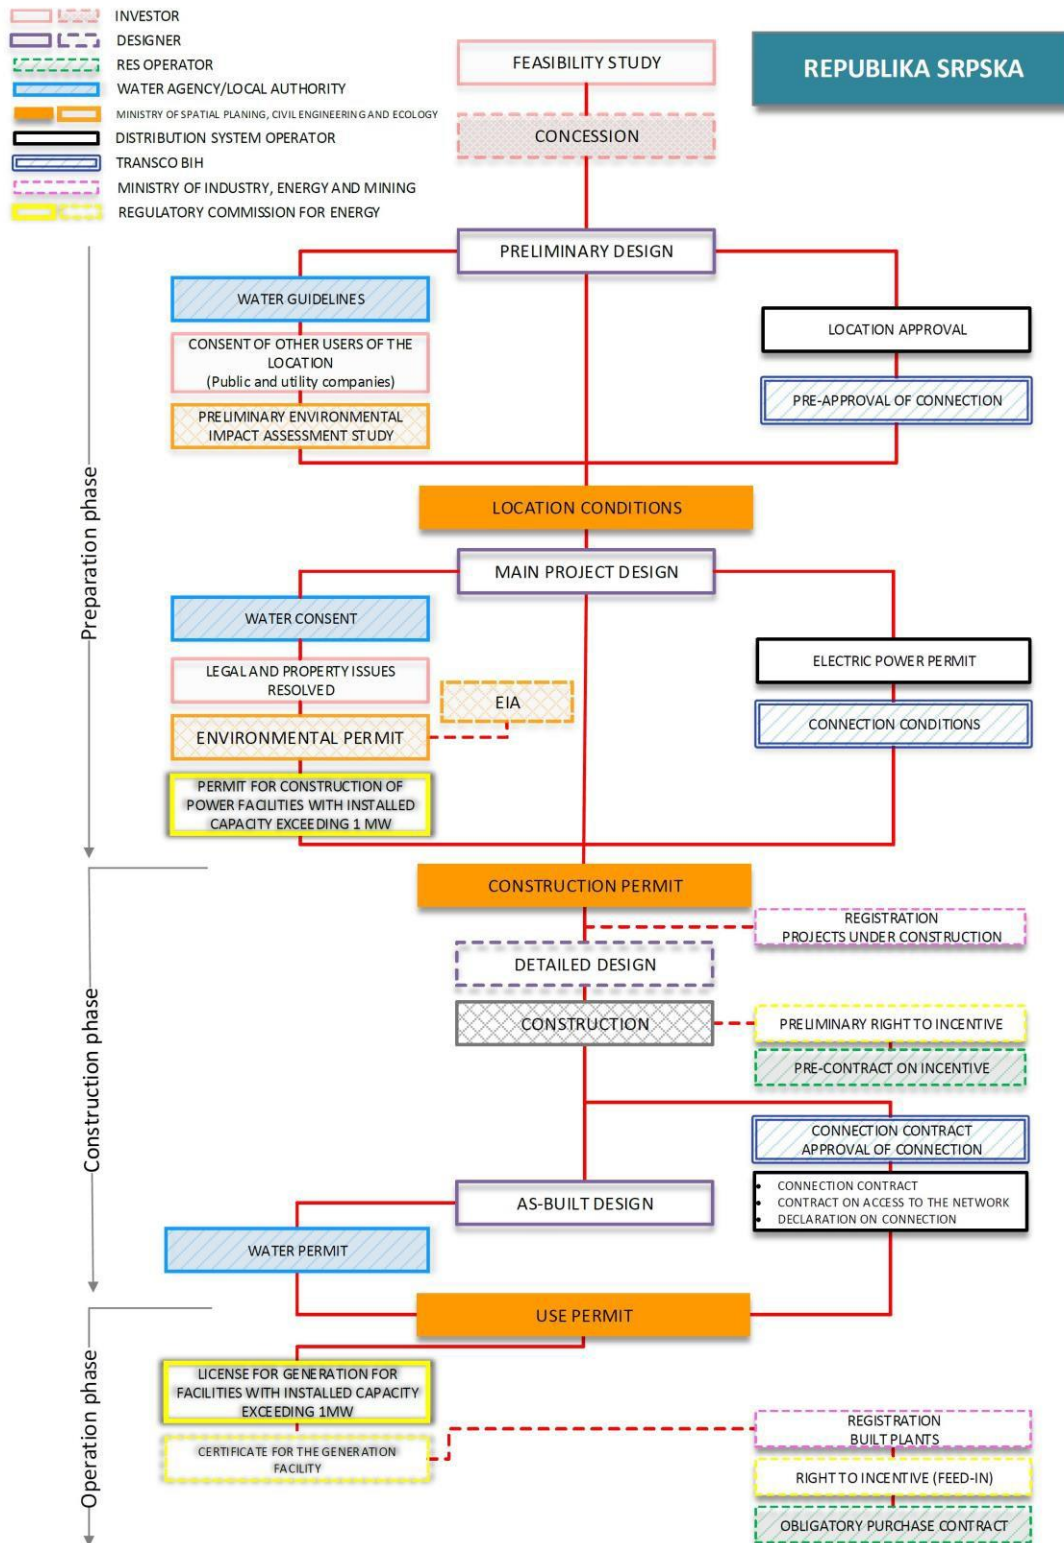 INVESTOR
DESIGNER
RES OPERATOR
WATER AGENCY/LOCAL AUTHORITY
MINISTRY OF SPATIAL PLANING, CIVIL ENGINEERING AND ECOLOGY
DISTRIBUTION SYSTEM OPERATOR
TRANSCO BIH
MINISTRY OF INDUSTRY, ENERGY AND MINING
REGULATORY COMMISSION FOR ENERGY
REPUBLIKA SRPSKA
FEASIBILITY STUDY
CONCESSION
Preparation phase
PRELIMINARY DESIGN
WATER GUIDELINES
CONSENT OF OTHER USERS OF THE
LOCATION
(Public and utility companies)
PRELIMINARY ENVIRONMENTAL
IMPACT ASSESSMENT STUDY
LOCATION APPROVAL
PRE-APPROVAL OF CONNECTION
LOCATION CONDITIONS
MAIN PROJECT DESIGN
WATER CONSENT
LEGAL AND PROPERTY ISSUES
RESOLVED
EIA
ENVIRONMENTAL PERMIT
PERMIT FOR CONSTRUCTION OF
POWER FACILITIES WITH INSTALLED
CAPACITY EXCEEDING 1 MW
ELECTRIC POWER PERMIT
CONNECTION CONDITIONS
Construction phase
CONSTRUCTION PERMIT
REGISTRATION
PROJECTS UNDER CONSTRUCTION
DETAILED DESIGN
CONSTRUCTION
PRELIMINARY RIGHT TO INCENTIVE
PRE-CONTRACT ON INCENTIVE
CONNECTION CONTRACT
APPROVAL OF CONNECTION
• CONNECTION CONTRACT
• CONTRACT ON ACCESS TO THE NETWORK
• DECLARATION ON CONNECTION
AS-BUILT DESIGN
WATER PERMIT
Operation phase
USE PERMIT
LICENSE FOR GENERATION FOR
FACILITIES WITH INSTALLED CAPACITY
EXCEEDING 1MW
CERTIFICATE FOR THE GENERATION
FACILITY
REGISTRATION
BUILT PLANTS
RIGHT TO INCENTIVE (FEED-IN)
OBLIGATORY PURCHASE CONTRACT